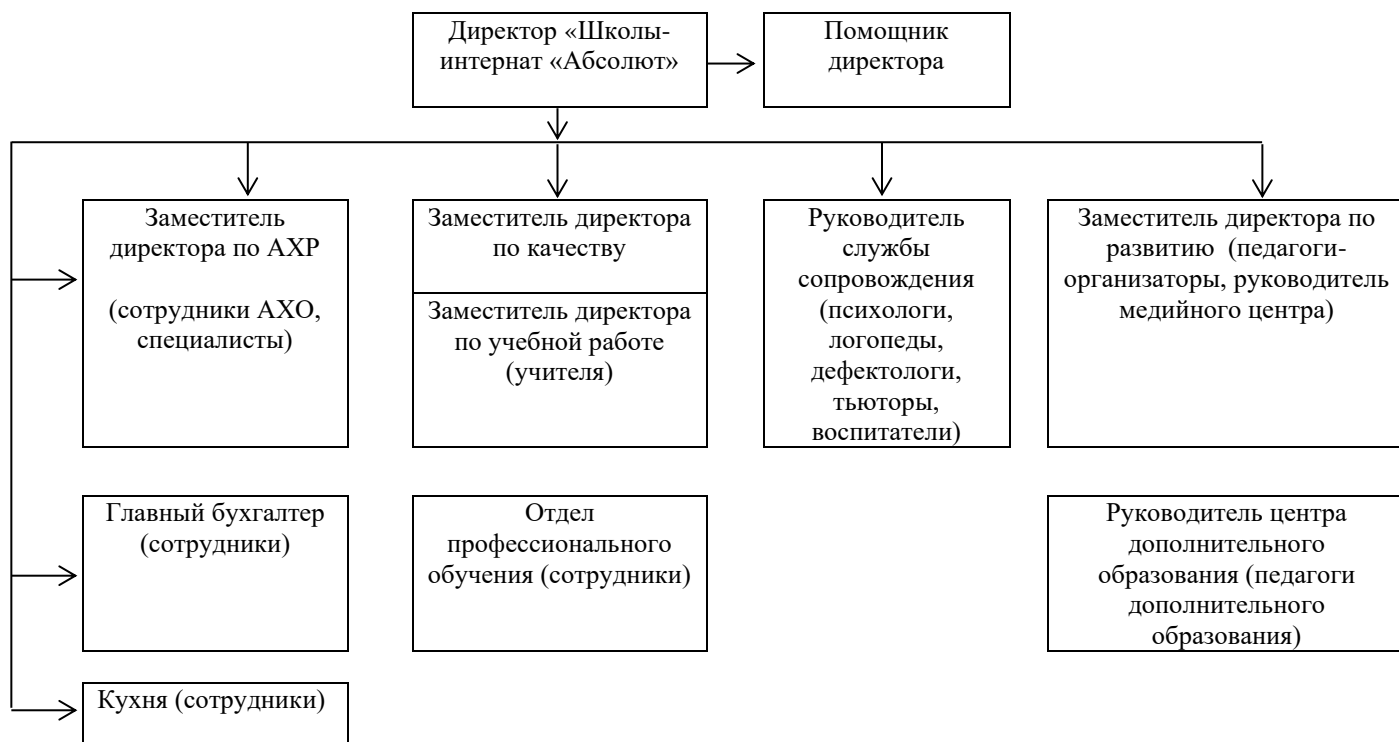 Директор «Школы-
интернат «Абсолют»
Помощник
директора
Заместитель
директора по АХР
(сотрудники АХО,
специалисты)
Заместитель директора
по качеству
Заместитель директора
по учебной работе
(учителя)
Руководитель
службы
сопровождения
(психологи,
логопеды,
дефектологи,
тьюторы,
воспитатели)
Заместитель директора по
развитию (педагоги-
организаторы, руководитель
медийного центра)
Главный бухгалтер
(сотрудники)
Отдел
профессионального
обучения (сотрудники)
Руководитель центра
дополнительного
образования (педагоги
дополнительного
образования)
Кухня (сотрудники)